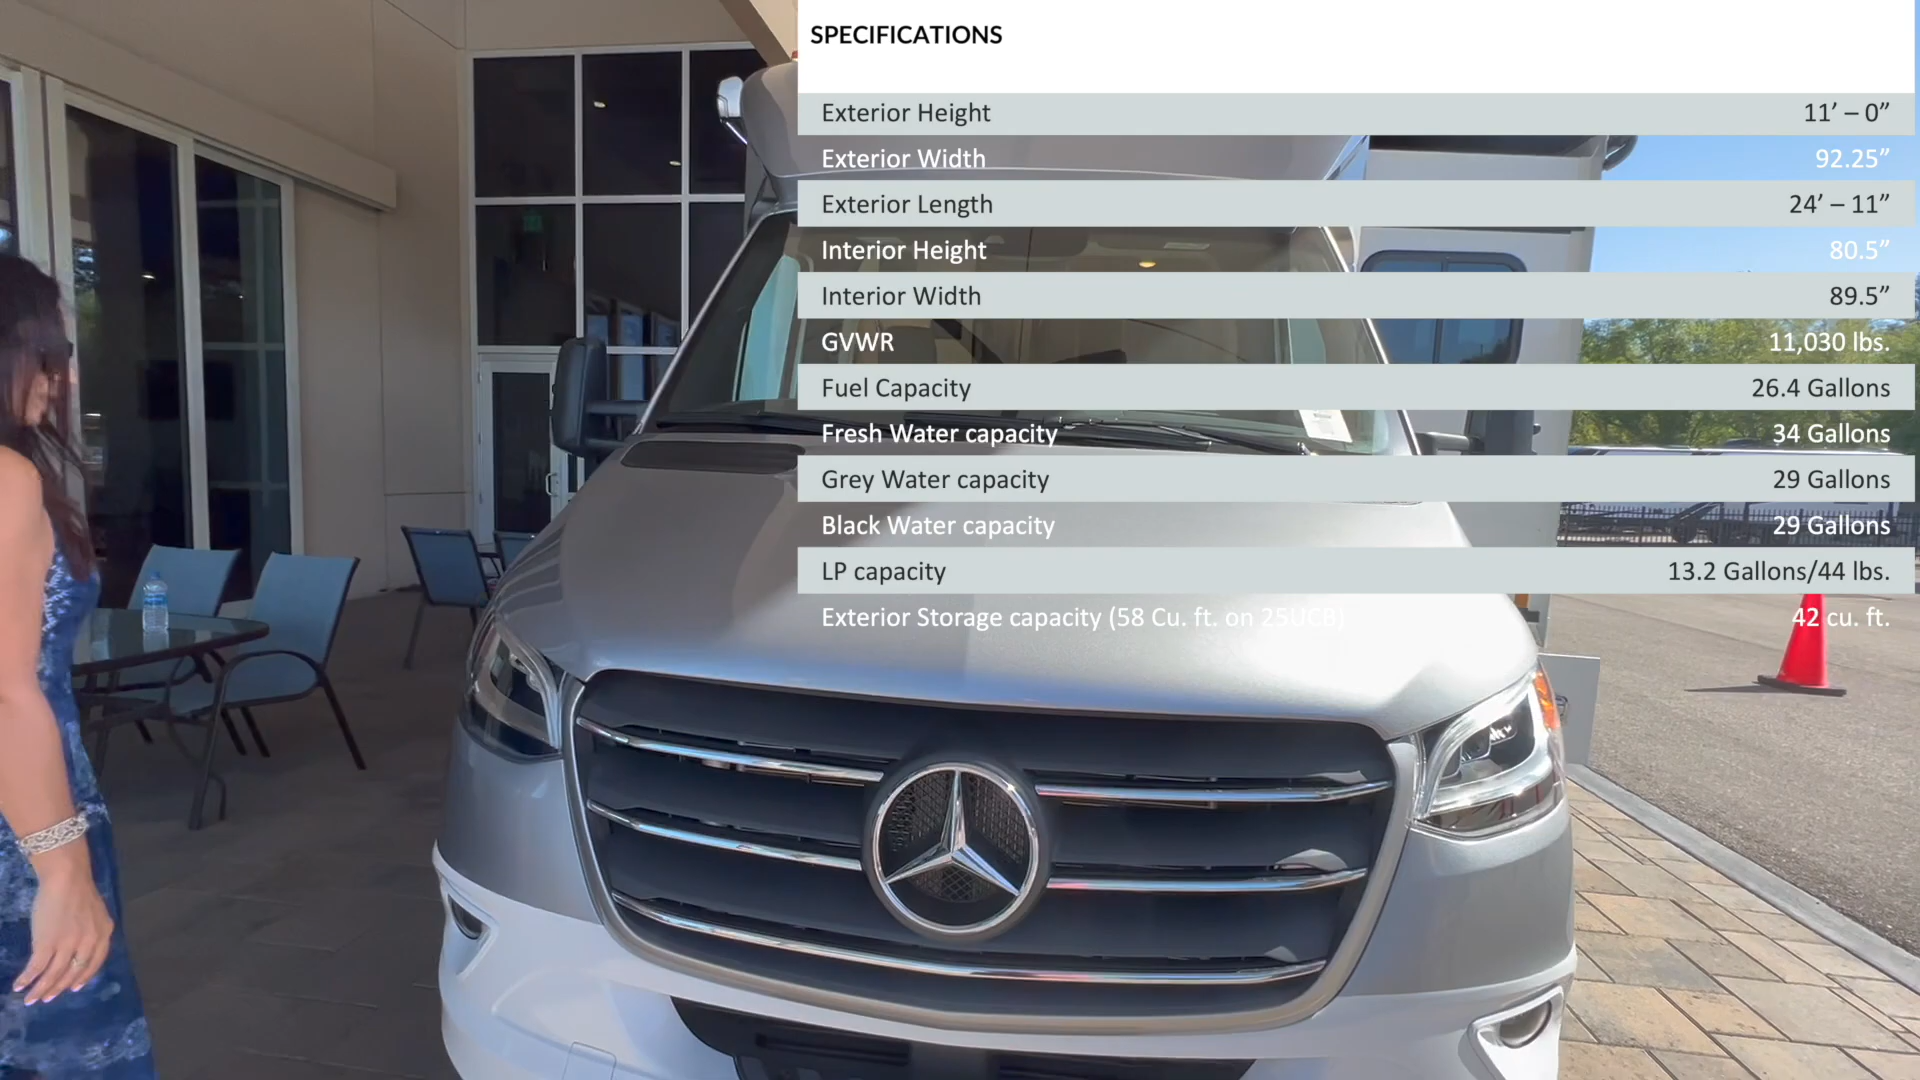 SPECIFICATIONS
Exterior Height 11’ – 0”
Exterior Width 92.25”
Exterior Length 24’ – 11”
Interior Height 80.5”
Interior Width 89.5”
GVWR 11,030 lbs.
Fuel Capacity 26.4 Gallons
Fresh Water capacity 34 Gallons
Grey Water capacity 29 Gallons
Black Water capacity 29 Gallons
LP capacity 13.2 Gallons/44 lbs.
Exterior Storage capacity (58 Cu. ft. on 25UCB) 42 cu. ft.